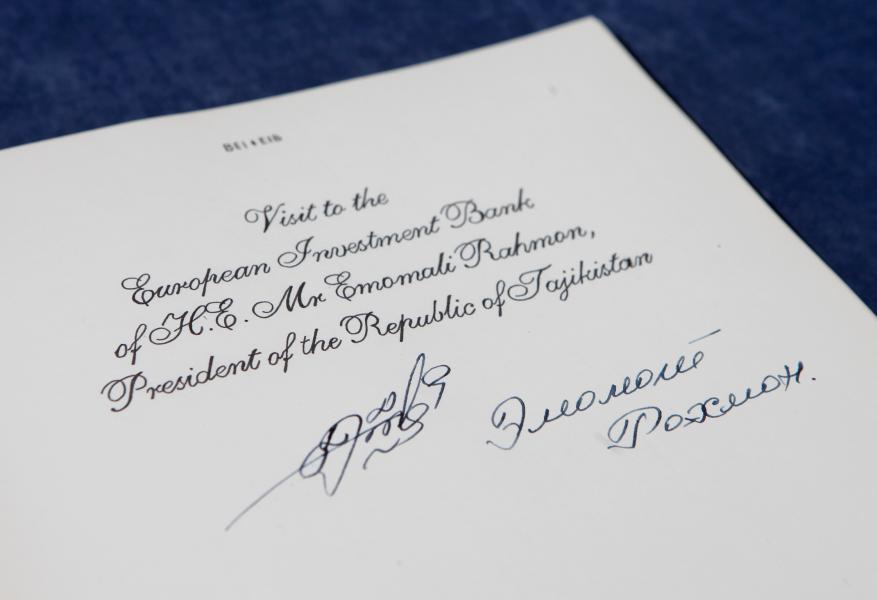 BEI ♦ EIB
Visit to the
European Investment Bank
of H.E. Mr Emomali Rahmon,
President of the Republic of Tajikistan
Эмомалӣ
Рахмон.